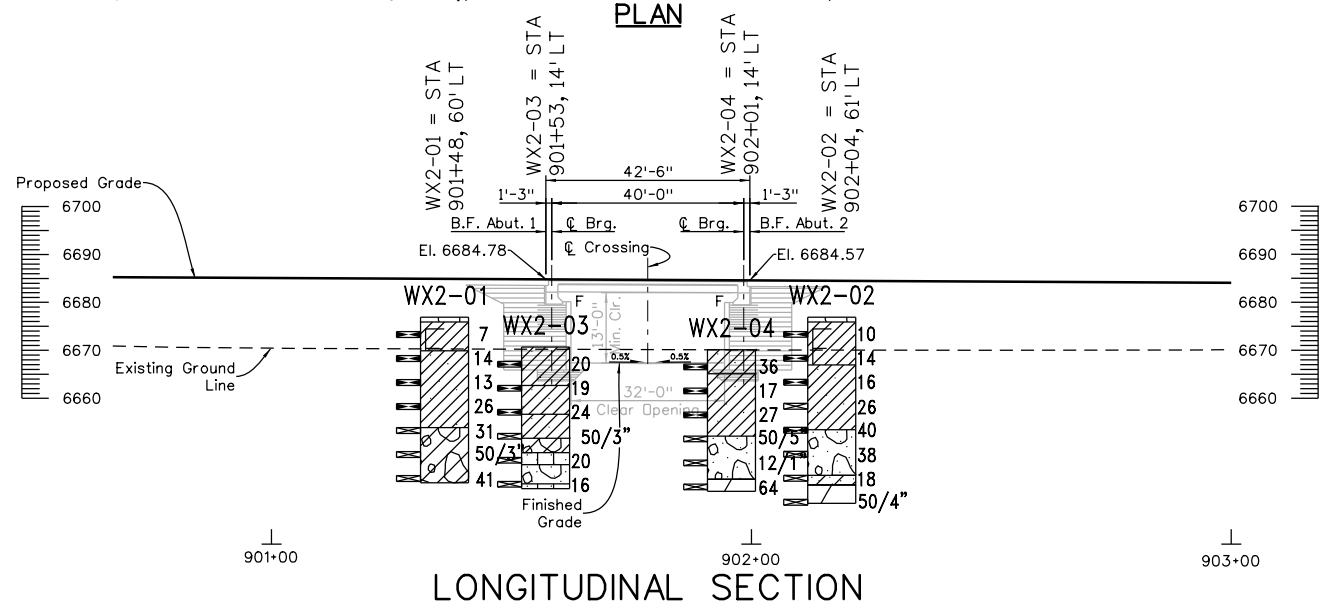 PLAN
WX2-01 = STA
901+48, 60' LT
WX2-03 = STA
901+53, 14' LT
WX2-04 = STA
902+01, 14' LT
WX2-02 = STA
902+04, 61' LT
42'-6"
1'-3"
40'-0"
1'-3"
B.F. Abut. 1
℄ Brg.
℄ Brg.
B.F. Abut. 2
El. 6684.78
℄ Crossing
El. 6684.57
Proposed Grade
6700
6690
6680
6670
6660
6700
6690
6680
6670
6660
WX2-01
WX2-03
WX2-04
WX2-02
F
F
13'-0"
Min. Clr.
0.5%
0.5%
32'-0"
Clear Opening
Existing Ground
Line
7
14
13
26
31
50/3"
41
20
19
24
50/3"
20
16
36
17
27
50/5"
12/1"
64
10
14
16
26
40
38
18
50/4"
Finished
Grade
901+00
902+00
903+00
LONGITUDINAL SECTION